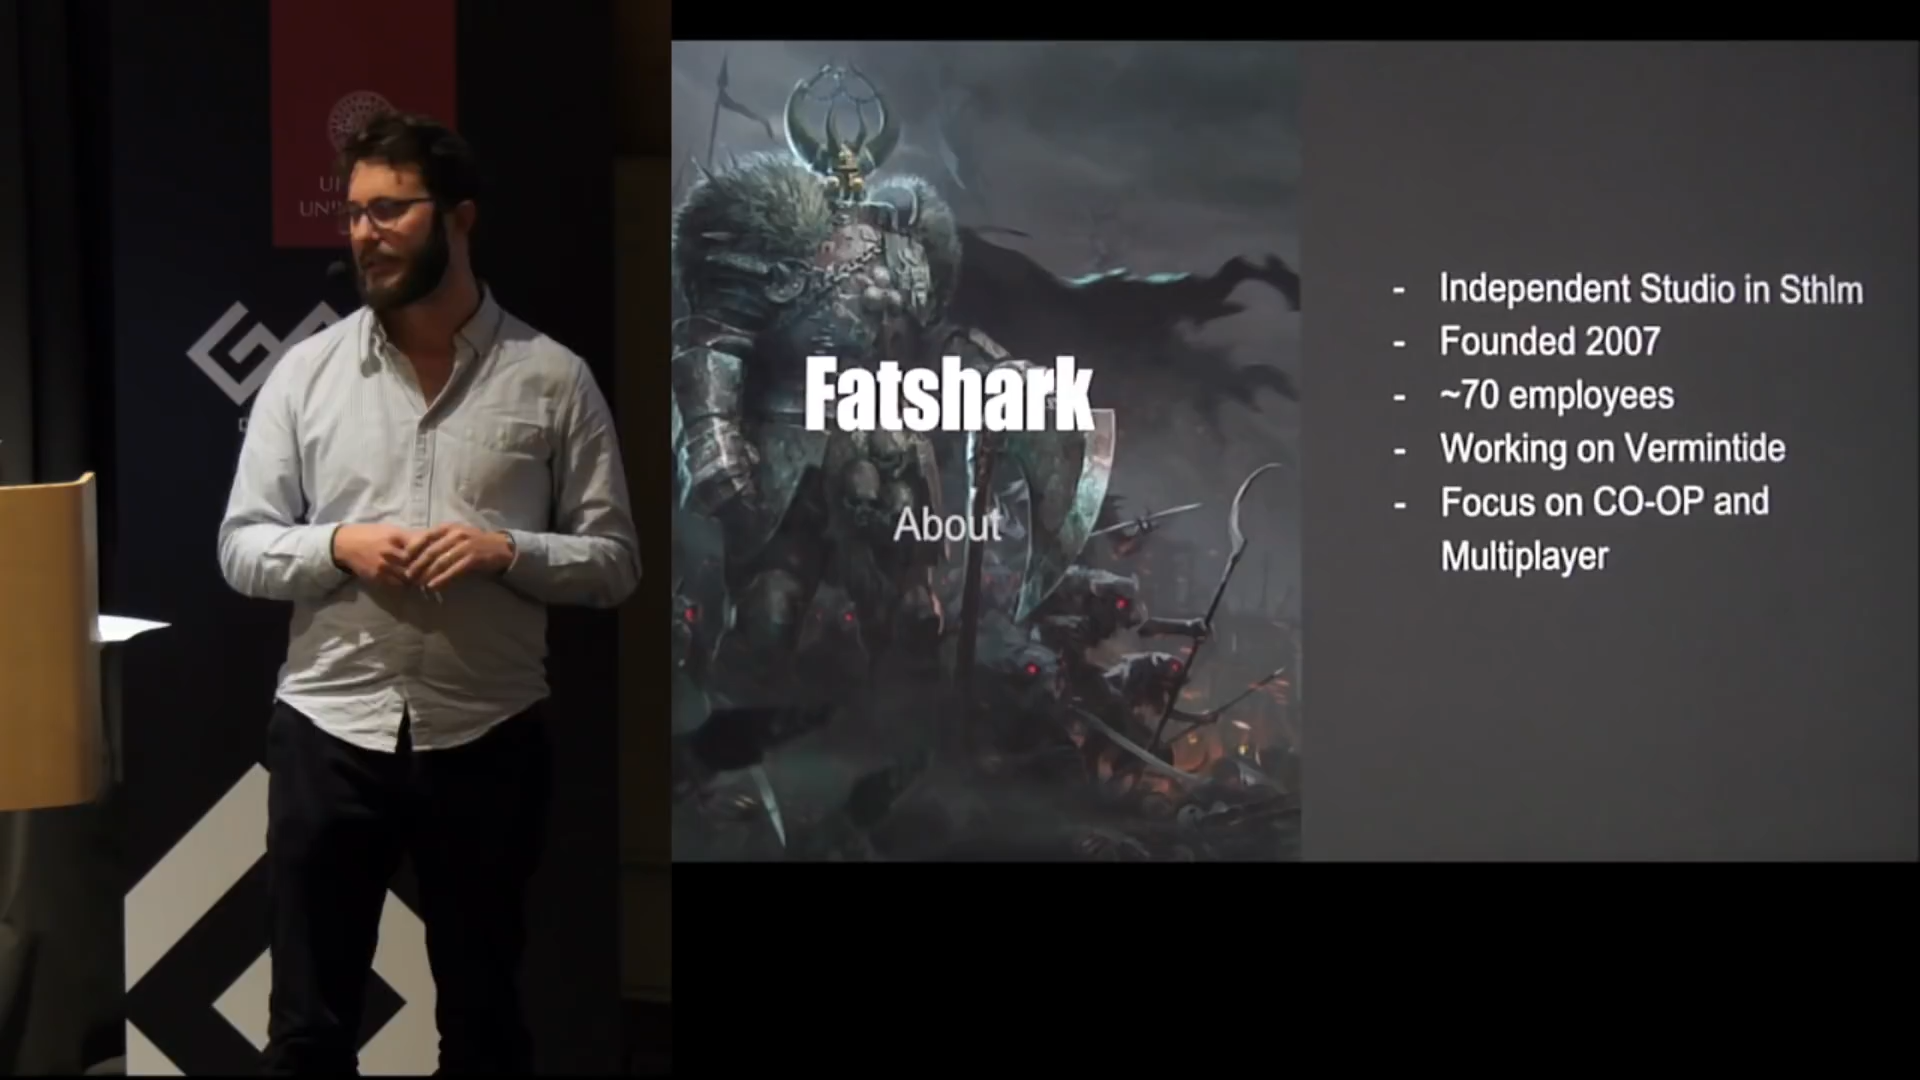 Fatshark
About
- Independent Studio in Sthlm
- Founded 2007
- ~70 employees
- Working on Vermintide
- Focus on CO-OP and
Multiplayer